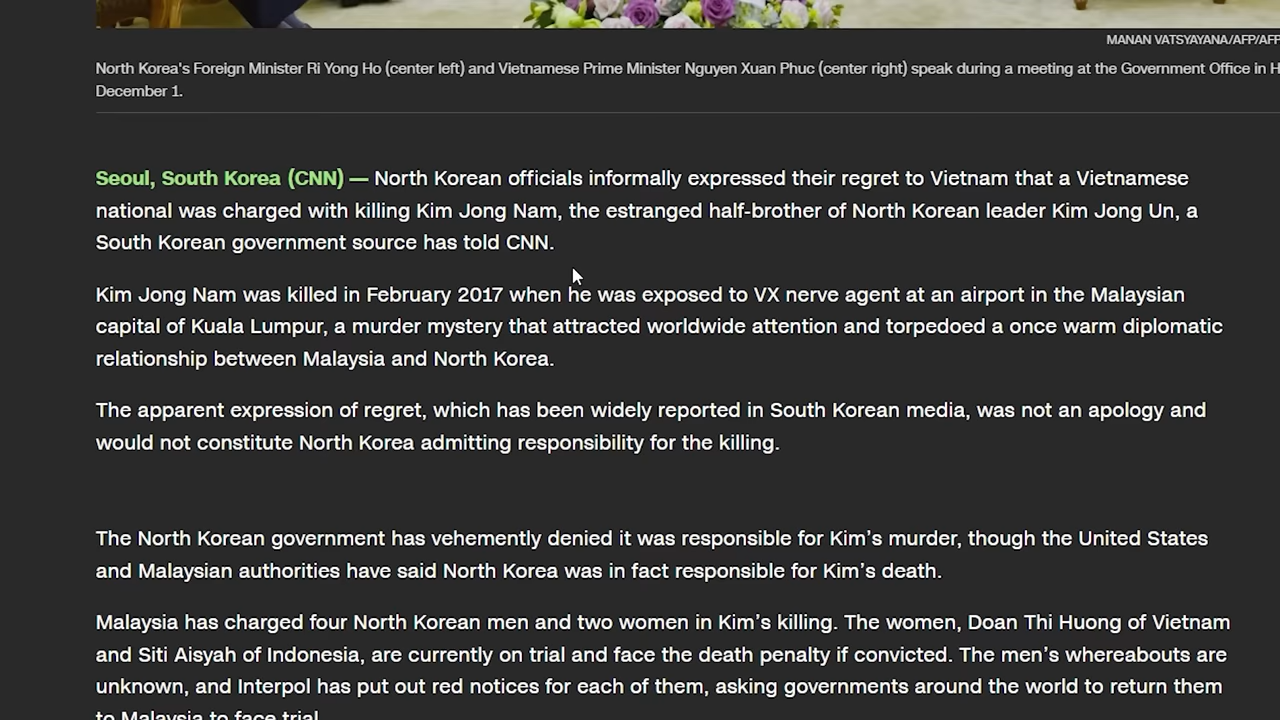 MANAN VATSYAYANA/AFP/AFP
North Korea's Foreign Minister Ri Yong Ho (center left) and Vietnamese Prime Minister Nguyen Xuan Phuc (center right) speak during a meeting at the Government Office in H
December 1.
Seoul, South Korea (CNN) — North Korean officials informally expressed their regret to Vietnam that a Vietnamese
national was charged with killing Kim Jong Nam, the estranged half-brother of North Korean leader Kim Jong Un, a
South Korean government source has told CNN.
Kim Jong Nam was killed in February 2017 when he was exposed to VX nerve agent at an airport in the Malaysian
capital of Kuala Lumpur, a murder mystery that attracted worldwide attention and torpedoed a once warm diplomatic
relationship between Malaysia and North Korea.
The apparent expression of regret, which has been widely reported in South Korean media, was not an apology and
would not constitute North Korea admitting responsibility for the killing.
The North Korean government has vehemently denied it was responsible for Kim’s murder, though the United States
and Malaysian authorities have said North Korea was in fact responsible for Kim’s death.
Malaysia has charged four North Korean men and two women in Kim’s killing. The women, Doan Thi Huong of Vietnam
and Siti Aisyah of Indonesia, are currently on trial and face the death penalty if convicted. The men’s whereabouts are
unknown, and Interpol has put out red notices for each of them, asking governments around the world to return them
to Malaysia to face trial